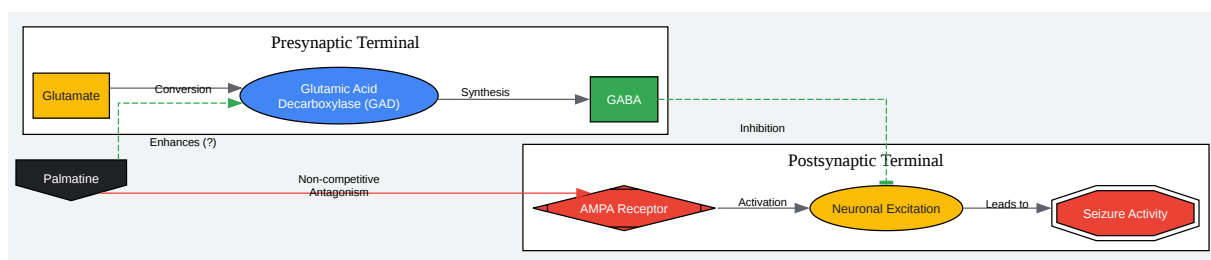 Presynaptic Terminal
Glutamate
Conversion
Glutamic Acid
Decarboxylase (GAD)
Synthesis
GABA
Enhances (?)
Inhibition
Palmatine
Non-competitive
Antagonism
Postsynaptic Terminal
AMPA Receptor
Activation
Neuronal Excitation
Leads to
Seizure Activity